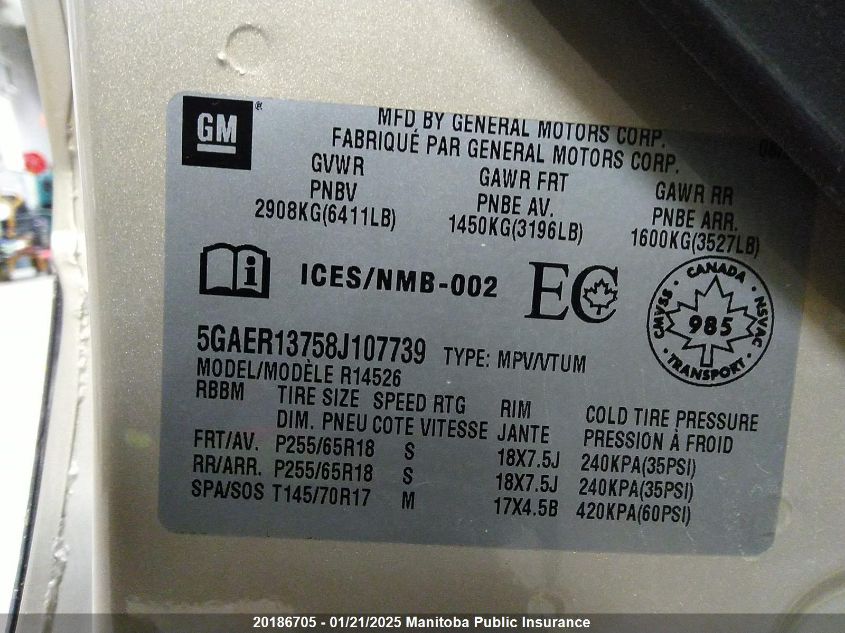 GM ®
MFD BY GENERAL MOTORS CORP.
FABRIQUÉ PAR GENERAL MOTORS CORP.
GVWR GAWR FRT GAWR RR
PNBV PNBE AV. PNBE ARR.
2908KG(6411LB) 1450KG(3196LB) 1600KG(3527LB)
i ICES/NMB-002 EC
CANADA
CMVSS 985 NSVAC
TRANSPORT
5GAER13758J107739 TYPE: MPV/VTUM
MODEL/MODÈLE R14526
RBBM TIRE SIZE SPEED RTG RIM COLD TIRE PRESSURE
DIM. PNEU COTE VITESSE JANTE PRESSION À FROID
FRT/AV. P255/65R18 S 18X7.5J 240KPA(35PSI)
RR/ARR. P255/65R18 S 18X7.5J 240KPA(35PSI)
SPA/SOS T145/70R17 M 17X4.5B 420KPA(60PSI)
20186705 - 01/21/2025 Manitoba Public Insurance